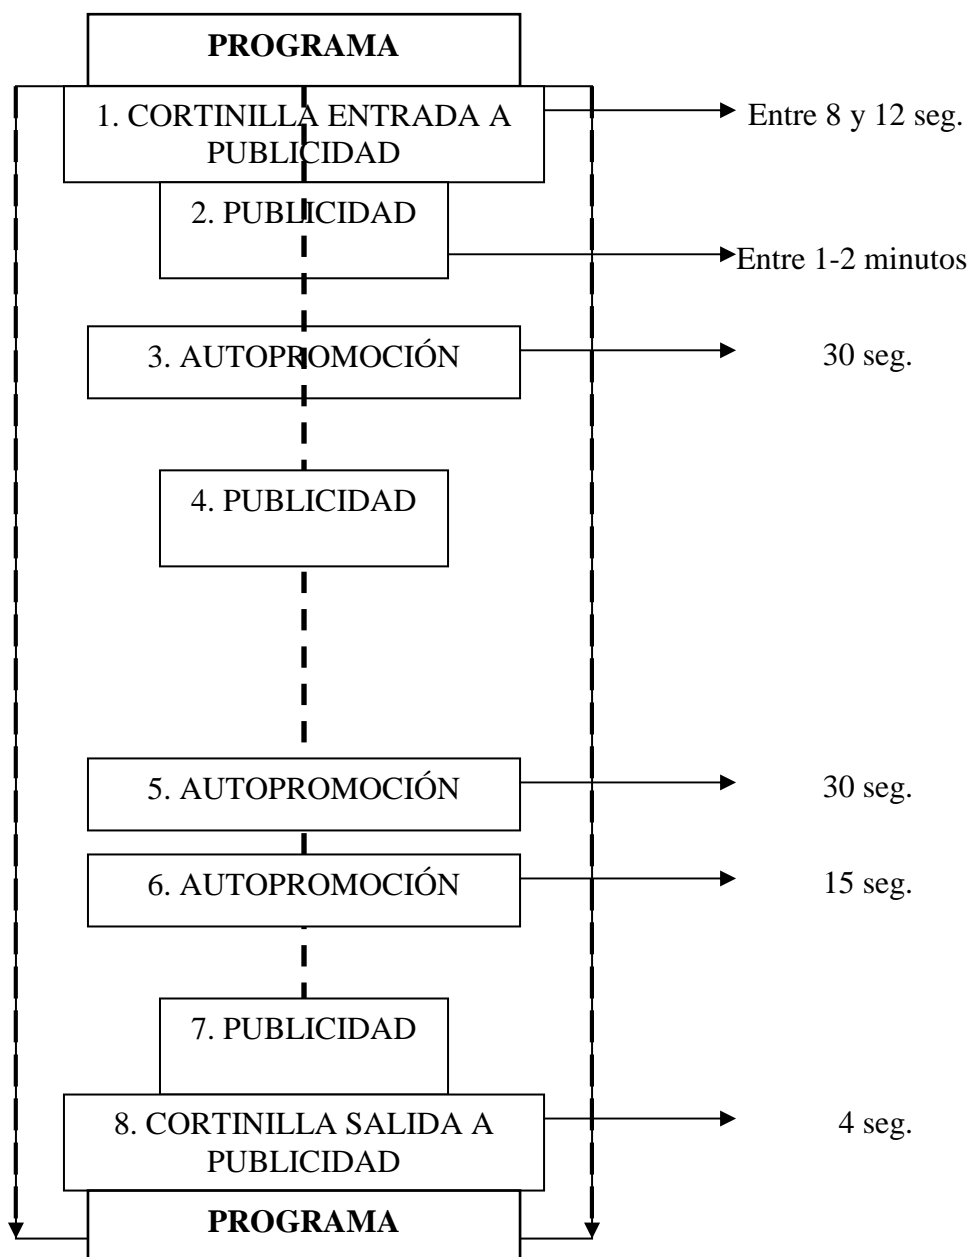 PROGRAMA
1. CORTINILLA ENTRADA A
PUBLICIDAD
Entre 8 y 12 seg.
2. PUBLICIDAD
Entre 1-2 minutos
3. AUTOPROMOCIÓN
30 seg.
4. PUBLICIDAD
5. AUTOPROMOCIÓN
30 seg.
6. AUTOPROMOCIÓN
15 seg.
7. PUBLICIDAD
8. CORTINILLA SALIDA A
PUBLICIDAD
4 seg.
PROGRAMA